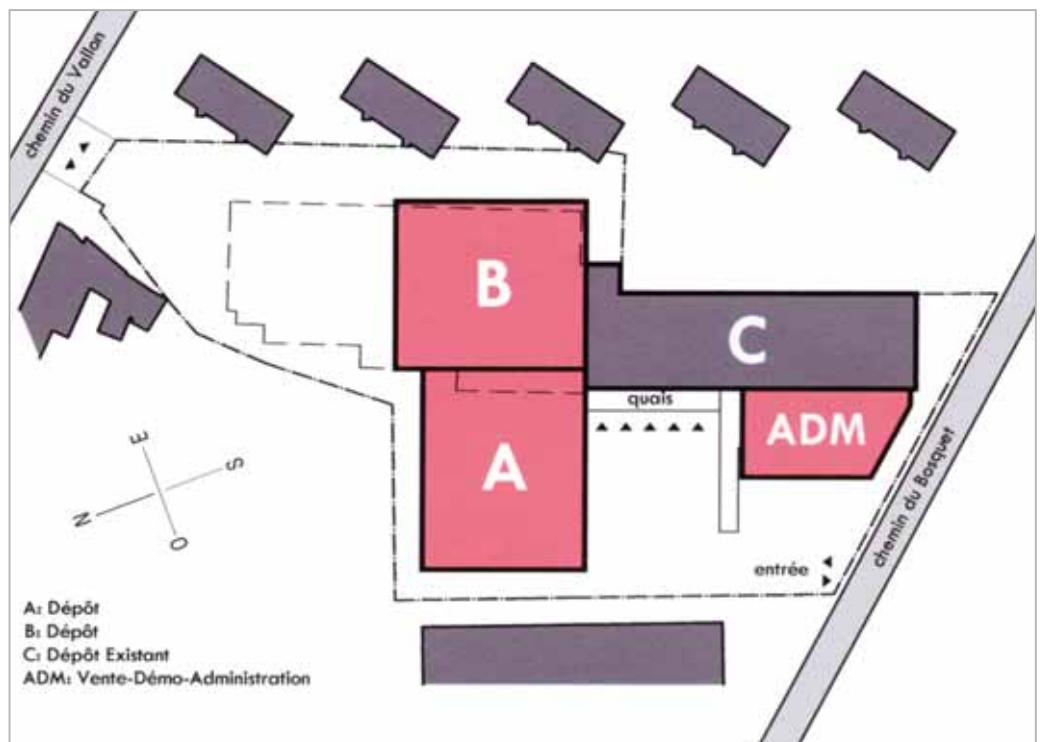 chemin du Vallon
B
C
quais
ADM
A
E
S
N
O
chemin du Bosquet
entrée
A: Dépôt
B: Dépôt
C: Dépôt Existant
ADM: Vente-Démo-Administration